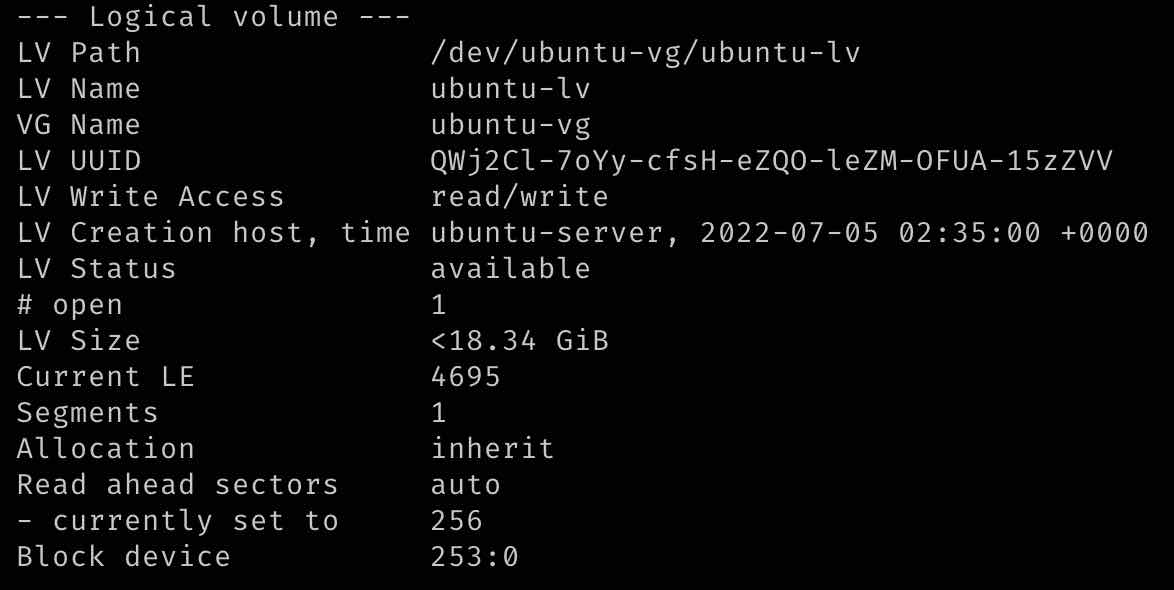 --- Logical volume ---
LV Path                /dev/ubuntu-vg/ubuntu-lv
LV Name                ubuntu-lv
VG Name                ubuntu-vg
LV UUID                QWj2Cl-7oYy-cfsH-eZQO-leZM-OFUA-15zZVV
LV Write Access        read/write
LV Creation host, time ubuntu-server, 2022-07-05 02:35:00 +0000
LV Status              available
# open                 1
LV Size                <18.34 GiB
Current LE             4695
Segments               1
Allocation             inherit
Read ahead sectors     auto
- currently set to     256
Block device           253:0